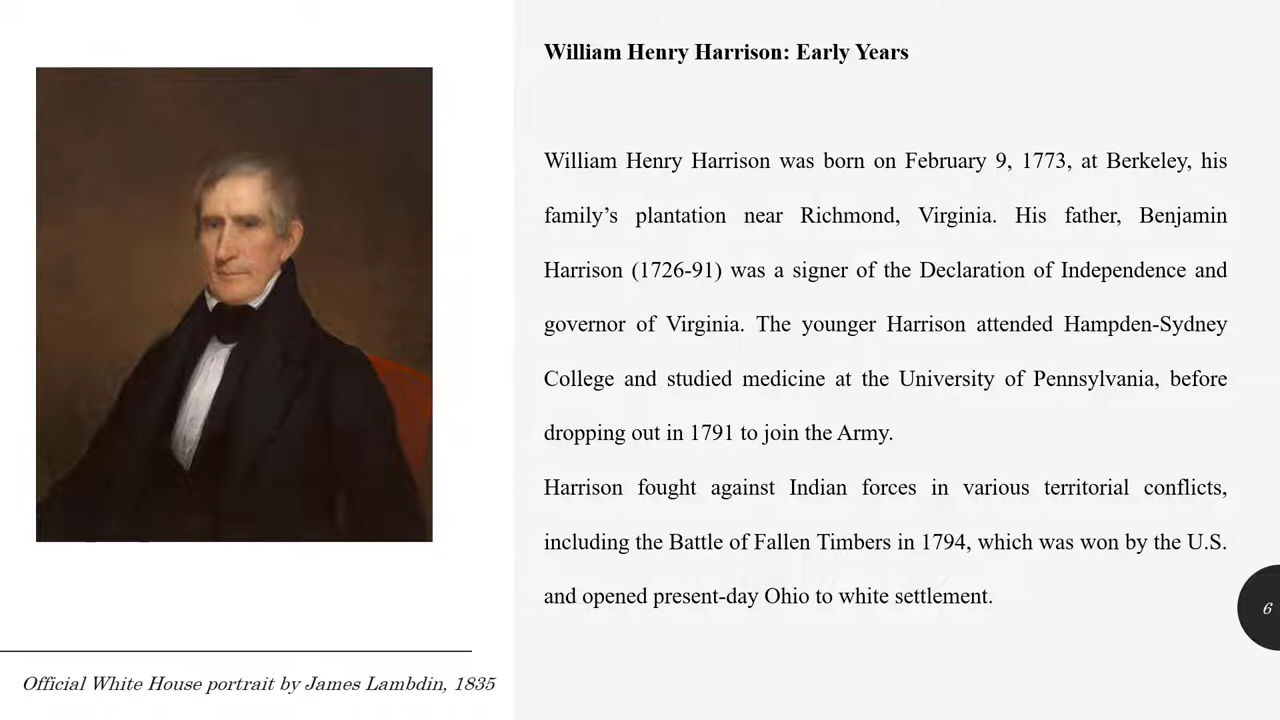 William Henry Harrison: Early Years
William Henry Harrison was born on February 9, 1773, at Berkeley, his
family’s plantation near Richmond, Virginia. His father, Benjamin
Harrison (1726-91) was a signer of the Declaration of Independence and
governor of Virginia. The younger Harrison attended Hampden-Sydney
College and studied medicine at the University of Pennsylvania, before
dropping out in 1791 to join the Army.
Harrison fought against Indian forces in various territorial conflicts,
including the Battle of Fallen Timbers in 1794, which was won by the U.S.
and opened present-day Ohio to white settlement.
6
Official White House portrait by James Lambdin, 1835